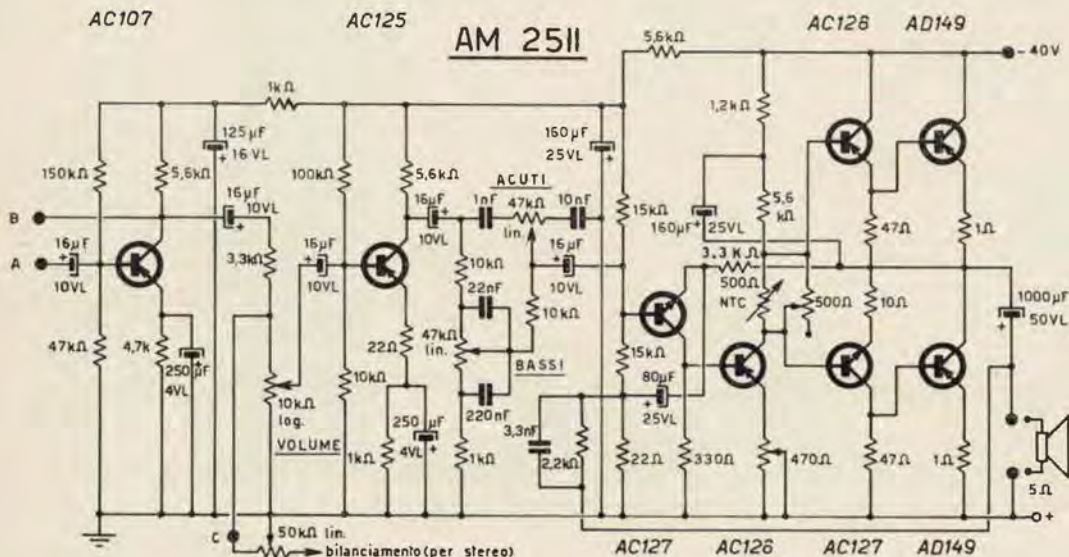 AC107
AC125
AM 25II
AC128
AD149
- 40V
5,6kΩ
1kΩ
1,2kΩ
125µF
+ 16VL
160µF
+ 25VL
150kΩ
5,6kΩ
100kΩ
5,6kΩ
ACUTI
16µF
10VL
16µF
+
10VL
1nF
47kΩ
lin.
10nF
15kΩ
160µF +
25VL
5,6
kΩ
47Ω
1Ω
B
A
16µF
+
10VL
3,3kΩ
16µF
+
10VL
10kΩ
22nF
16µF
+
10VL
3.3KΩ
500Ω
NTC
500Ω
10Ω
1000µF
+ 50VL
47kΩ
4,7k
250µF
4VL
22Ω
47kΩ
lin.
10kΩ
BASSI
15kΩ
80µF
+
25VL
10kΩ
log.
VOLUME
10kΩ
250µF
+
4VL
220nF
3,3nF
2,2kΩ
1kΩ
1kΩ
22Ω
330Ω
470Ω
47Ω
1Ω
5Ω
+
C
50kΩ lin.
bilanciamento (per stereo)
AC127
AC126
AC127
AD149